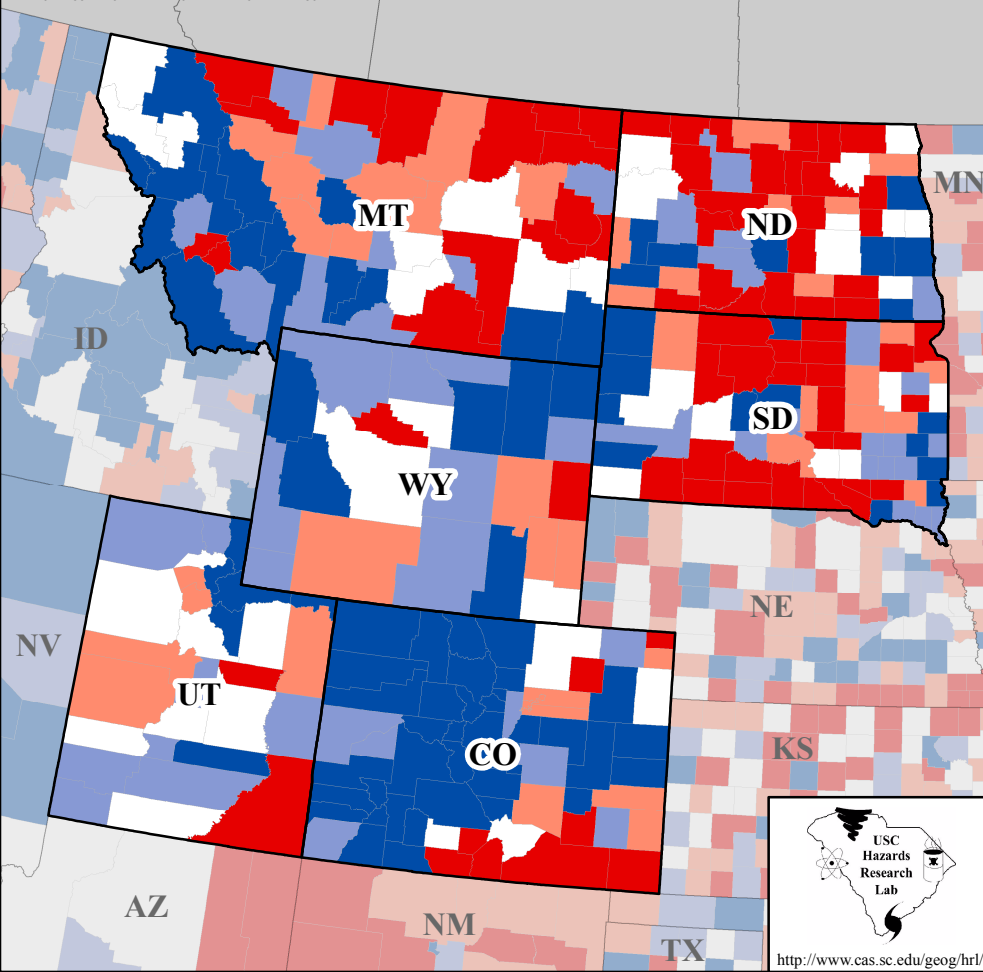 MN
MT
ND
ID
SD
WY
NE
NV
UT
CO
KS
USC
Hazards
Research
Lab
AZ
NM
TX
http://www.cas.sc.edu/geog/hrl/